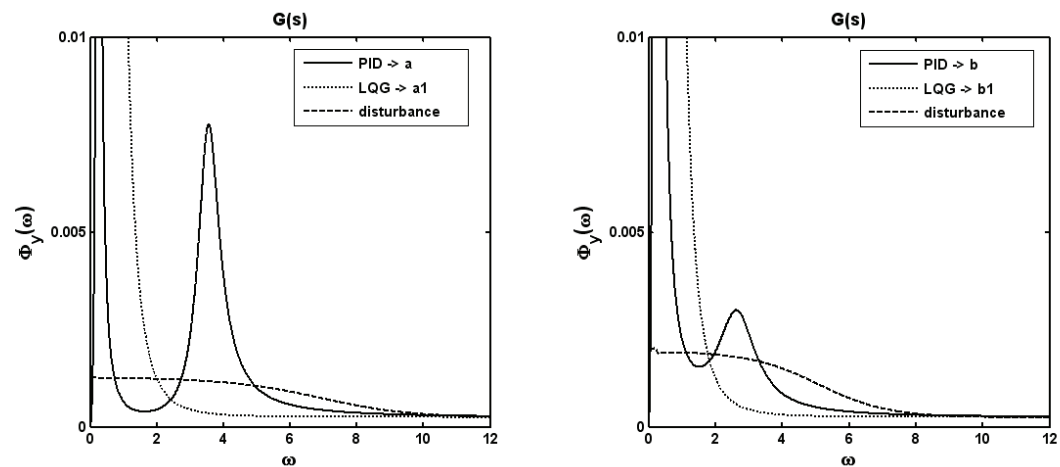 G(s)
0.01
PID -> a
LQG -> a1
disturbance
Φy(ω)
0.005
0
0 2 4 6 8 10 12
ω
G(s)
0.01
PID -> b
LQG -> b1
disturbance
Φy(ω)
0.005
0
0 2 4 6 8 10 12
ω